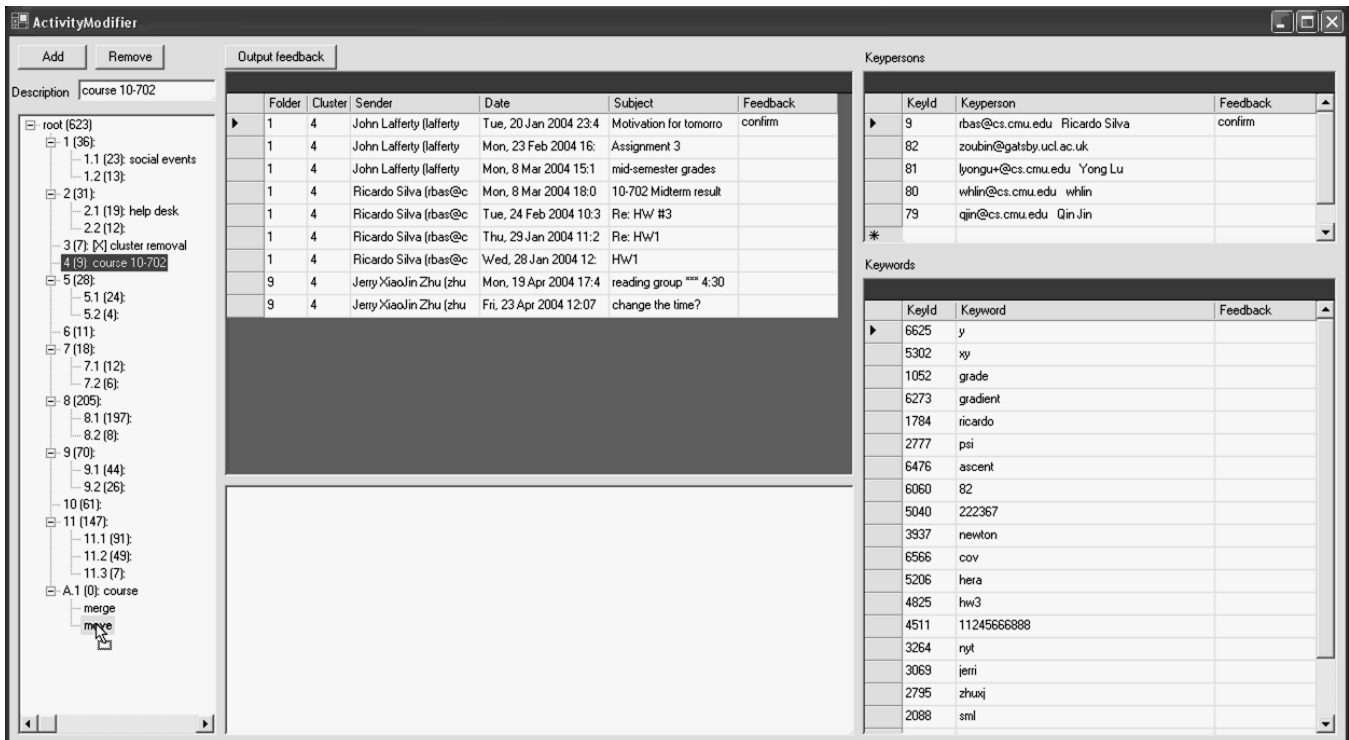 ActivityModifier
Add Remove
Description course 10-702
root (623)
1 (36):
1.1 (23): social events
1.2 (13):
2 (31):
2.1 (19): help desk
2.2 (12):
3 (7): [X] cluster removal
4 (9): course 10-702
5 (28):
5.1 (24):
5.2 (4):
6 (11):
7 (18):
7.1 (12):
7.2 (6):
8 (205):
8.1 (197):
8.2 (8):
9 (70):
9.1 (44):
9.2 (26):
10 (61):
11 (147):
11.1 (91):
11.2 (49):
11.3 (7):
A.1 (0): course
merge
move
Output feedback
Folder Cluster Sender Date Subject Feedback
1 4 John Lafferty (lafferty Tue, 20 Jan 2004 23:4 Motivation for tomorro confirm
1 4 John Lafferty (lafferty Mon, 23 Feb 2004 16: Assignment 3
1 4 John Lafferty (lafferty Mon, 8 Mar 2004 15:1 mid-semester grades
1 4 Ricardo Silva (rbas@c Mon, 8 Mar 2004 18:0 10-702 Midterm result
1 4 Ricardo Silva (rbas@c Tue, 24 Feb 2004 10:3 Re: HW #3
1 4 Ricardo Silva (rbas@c Thu, 29 Jan 2004 11:2 Re: HW1
1 4 Ricardo Silva (rbas@c Wed, 28 Jan 2004 12: HW1
9 4 Jerry XiaoJin Zhu (zhu Mon, 19 Apr 2004 17:4 reading group *** 4:30
9 4 Jerry XiaoJin Zhu (zhu Fri, 23 Apr 2004 12:07 change the time?
Keypersons
KeyId Keyperson Feedback
9 rbas@cs.cmu.edu Ricardo Silva confirm
82 zoubin@gatsby.ucl.ac.uk
81 lyongu+@cs.cmu.edu Yong Lu
80 whlin@cs.cmu.edu whlin
79 qjin@cs.cmu.edu Qin Jin
Keywords
KeyId Keyword Feedback
6625 y
5302 xy
1052 grade
6273 gradient
1784 ricardo
2777 psi
6476 ascent
6060 82
5040 222367
3937 newton
6566 cov
5206 hera
4825 hw3
4511 11245666888
3264 nyt
3069 jerri
2795 zhuxj
2088 sml